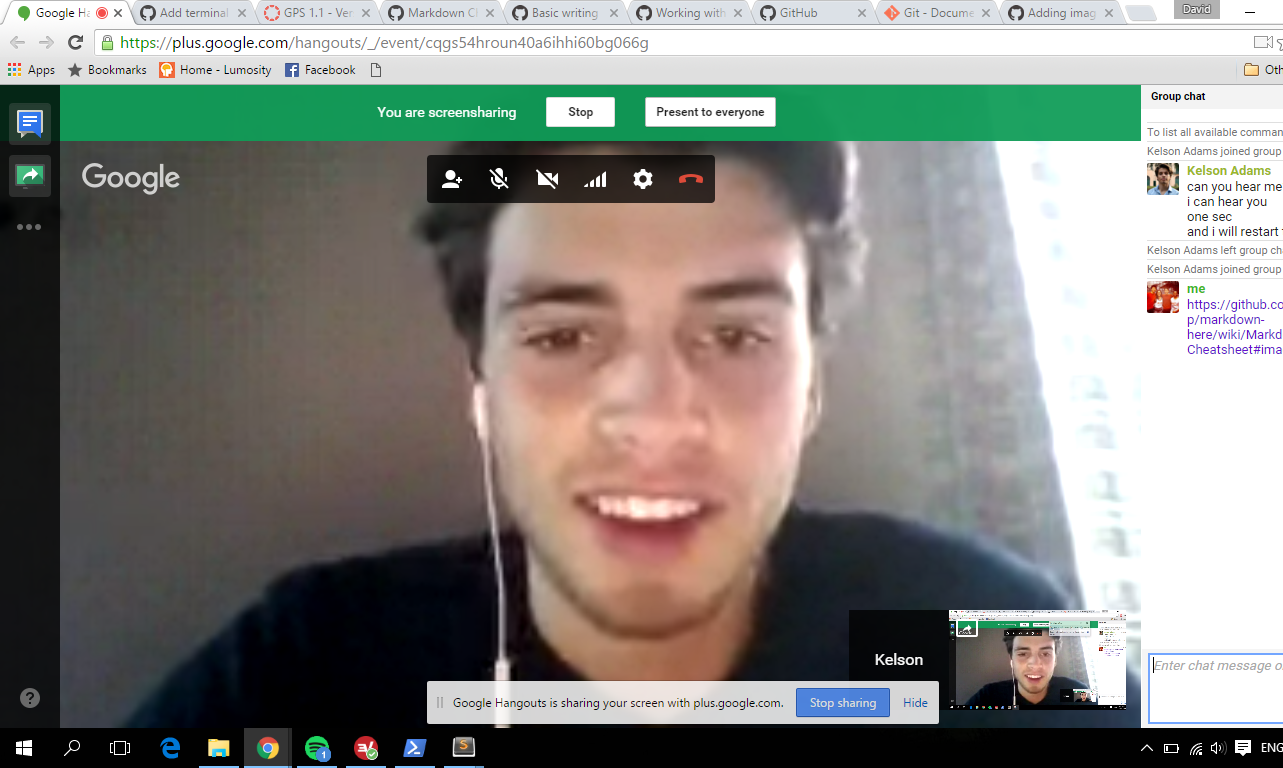 Google Ha
Add terminal
GPS 1.1 - Ver
Markdown Ch
Basic writing
Working with
GitHub
Git - Docume
Adding imag
David
https://plus.google.com/hangouts/_/event/cqgs54hroun40a6ihhi60bg066g
Apps
Bookmarks
Home - Lumosity
Facebook
Oth
You are screensharing
Stop
Present to everyone
Google
Group chat
To list all available comman
Kelson Adams joined group
Kelson Adams
can you hear me
i can hear you
one sec
and i will restart
Kelson Adams left group ch
Kelson Adams joined group
me
https://github.co
p/markdown-
here/wiki/Markd
Cheatsheet#ima
Kelson
Enter chat message o
Google Hangouts is sharing your screen with plus.google.com.
Stop sharing
Hide
1
ENG